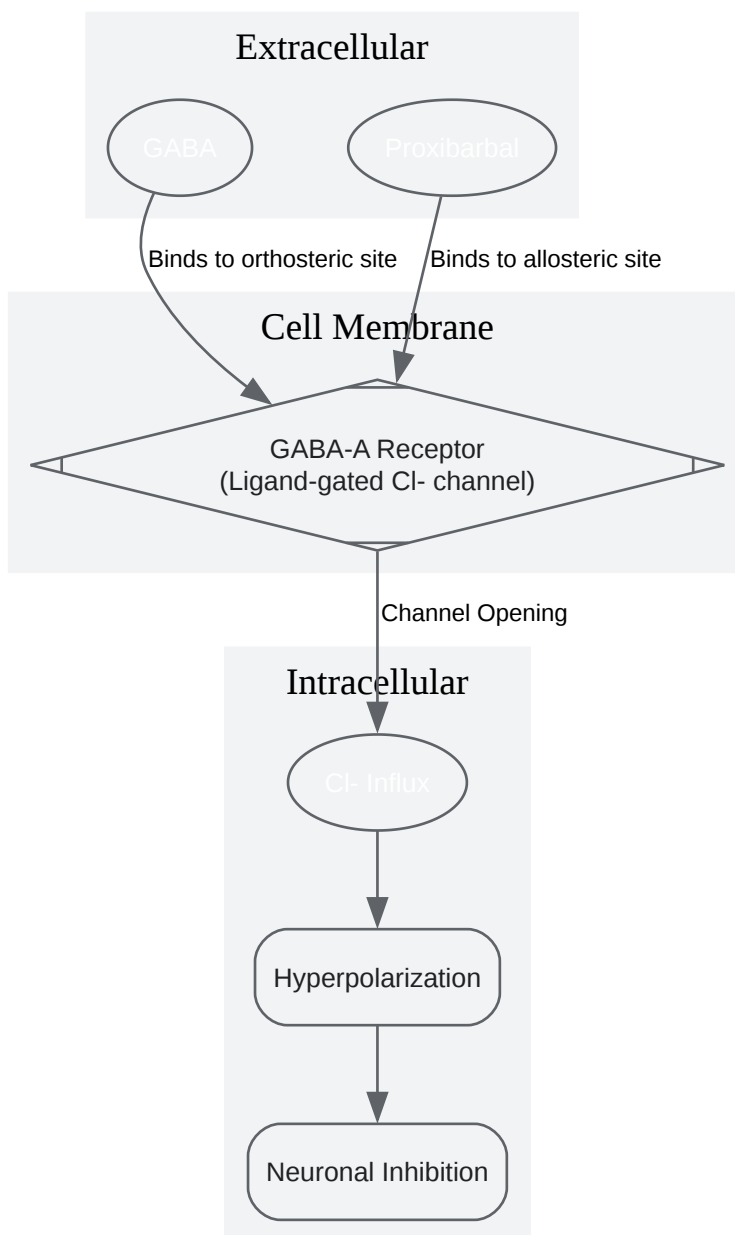 Extracellular
GABA
Proxibarbal
Binds to orthosteric site
Binds to allosteric site
Cell Membrane
GABA-A Receptor
(Ligand-gated Cl- channel)
Channel Opening
Intracellular
Cl- Influx
Hyperpolarization
Neuronal Inhibition